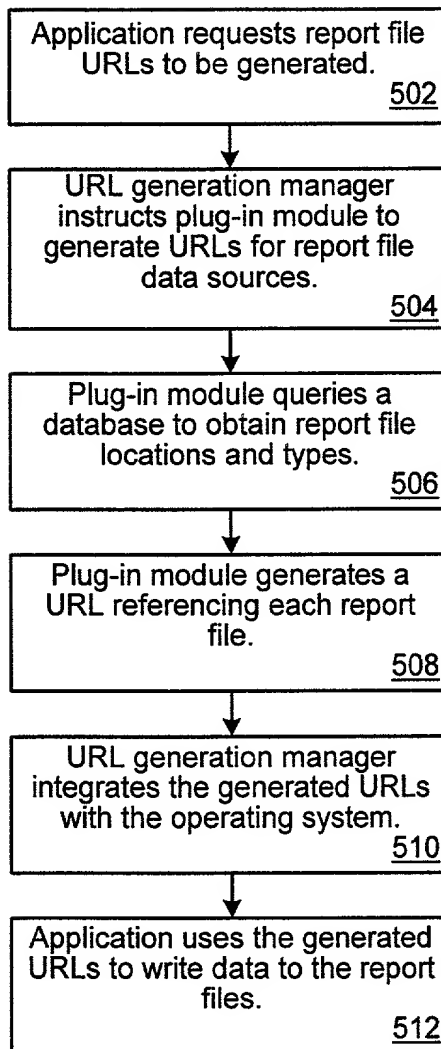 Application requests report file
URLs to be generated.
502
URL generation manager
instructs plug-in module to
generate URLs for report file
data sources.
504
Plug-in module queries a
database to obtain report file
locations and types.
506
Plug-in module generates a
URL referencing each report
file.
508
URL generation manager
integrates the generated URLs
with the operating system.
510
Application uses the generated
URLs to write data to the report
files.
512